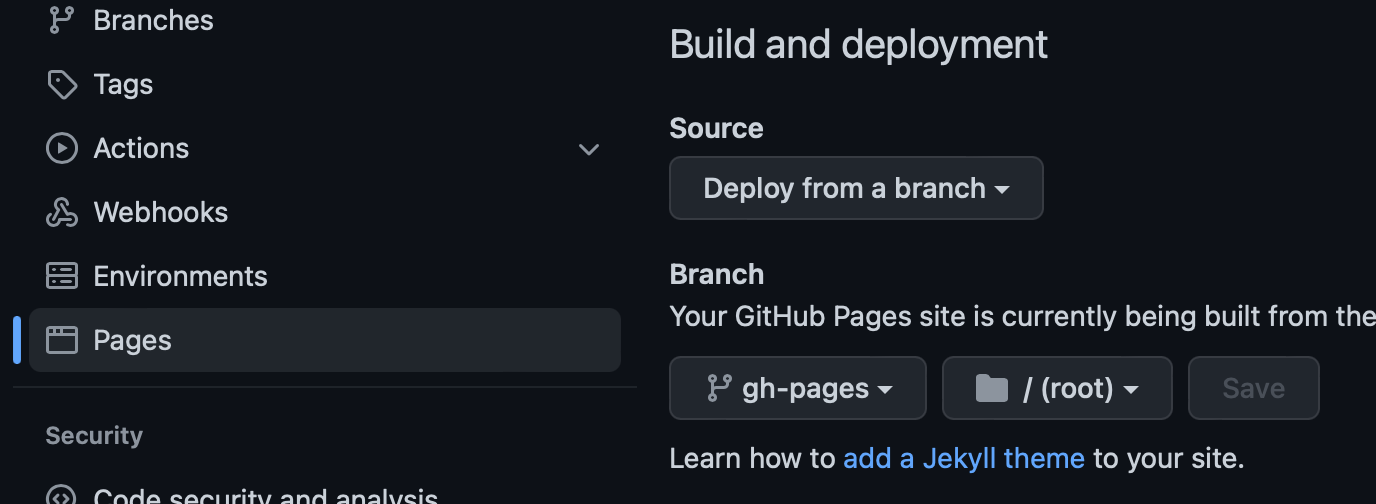 Branches
Tags
Actions
Webhooks
Environments
Pages
Security
Code security and analysis
Build and deployment
Source
Deploy from a branch
Branch
Your GitHub Pages site is currently being built from the
gh-pages
/ (root)
Save
Learn how to add a Jekyll theme to your site.